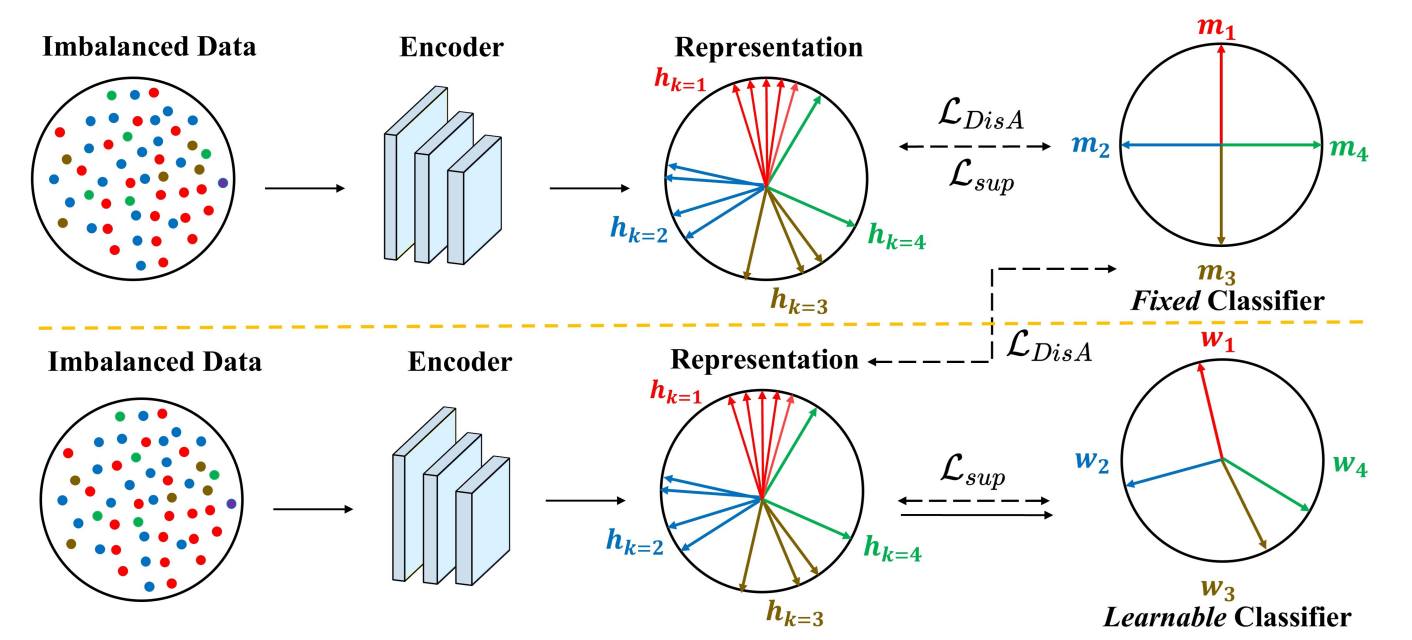 Imbalanced Data
Encoder
Representation
h_{k=1}
h_{k=2}
h_{k=3}
h_{k=4}
\mathcal{L}_{DisA}
\mathcal{L}_{sup}
m_1
m_2
m_4
m_3
Fixed Classifier
Imbalanced Data
Encoder
Representation
\mathcal{L}_{DisA}
h_{k=1}
h_{k=2}
h_{k=3}
h_{k=4}
\mathcal{L}_{sup}
w_1
w_2
w_4
w_3
Learnable Classifier